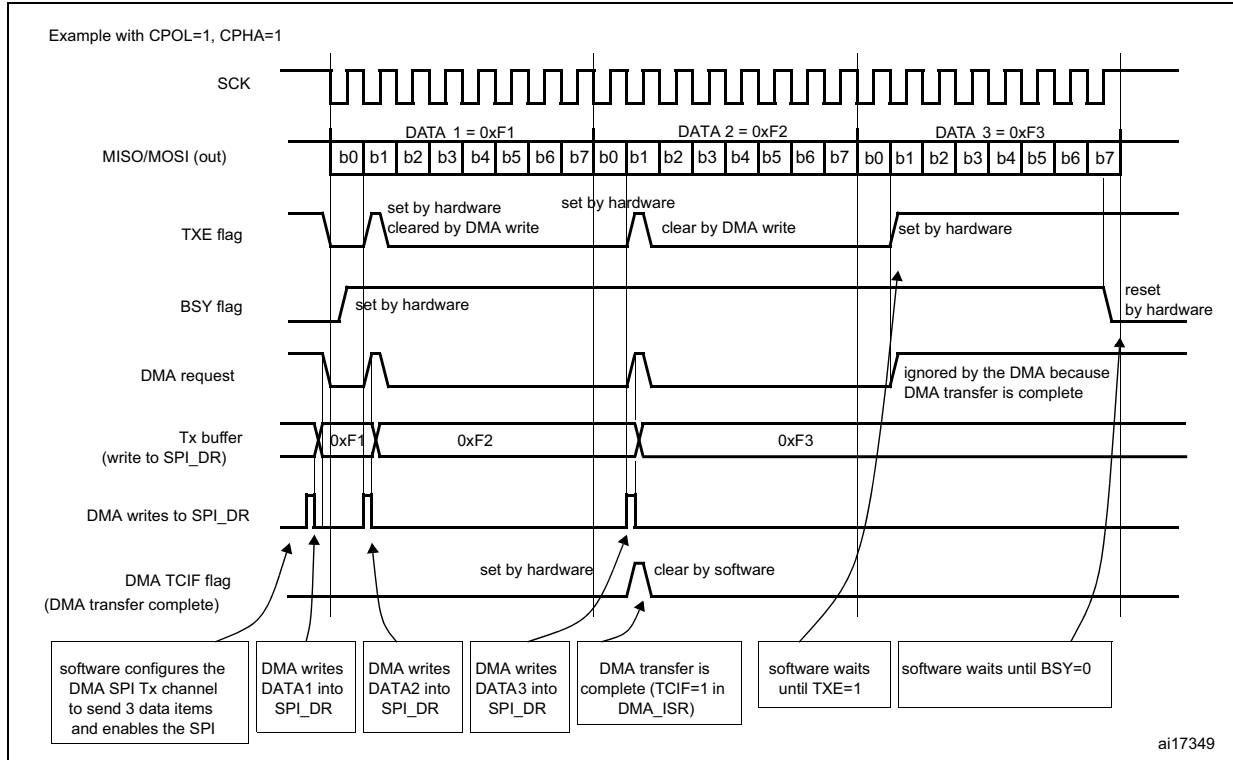 Example with CPOL=1, CPHA=1
SCK
DATA 1 = 0xF1
DATA 2 = 0xF2
DATA 3 = 0xF3
MISO/MOSI (out)
b0 b1 b2 b3 b4 b5 b6 b7 b0 b1 b2 b3 b4 b5 b6 b7 b0 b1 b2 b3 b4 b5 b6 b7
TXE flag
set by hardware
cleared by DMA write
set by hardware
clear by DMA write
set by hardware
BSY flag
set by hardware
reset
by hardware
DMA request
ignored by the DMA because
DMA transfer is complete
Tx buffer
(write to SPI_DR)
0xF1
0xF2
0xF3
DMA writes to SPI_DR
DMA TCIF flag
(DMA transfer complete)
set by hardware
clear by software
software configures the
DMA SPI Tx channel
to send 3 data items
and enables the SPI
DMA writes
DATA1 into
SPI_DR
DMA writes
DATA2 into
SPI_DR
DMA writes
DATA3 into
SPI_DR
DMA transfer is
complete (TCIF=1 in
DMA_ISR)
software waits
until TXE=1
software waits until BSY=0
ai17349